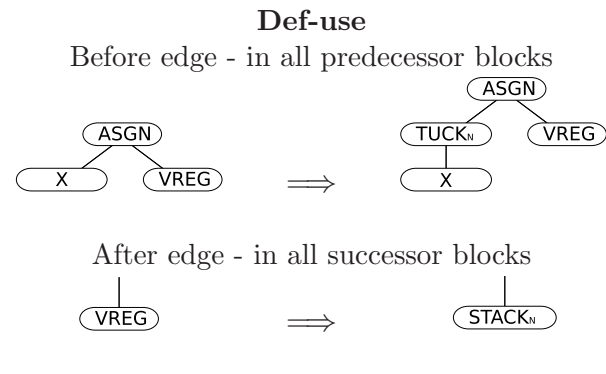 Def-use
Before edge - in all predecessor blocks
ASGN
ASGN
TUCKN
VREG
X
VREG
⟹
X
After edge - in all successor blocks
VREG
⟹
STACKN